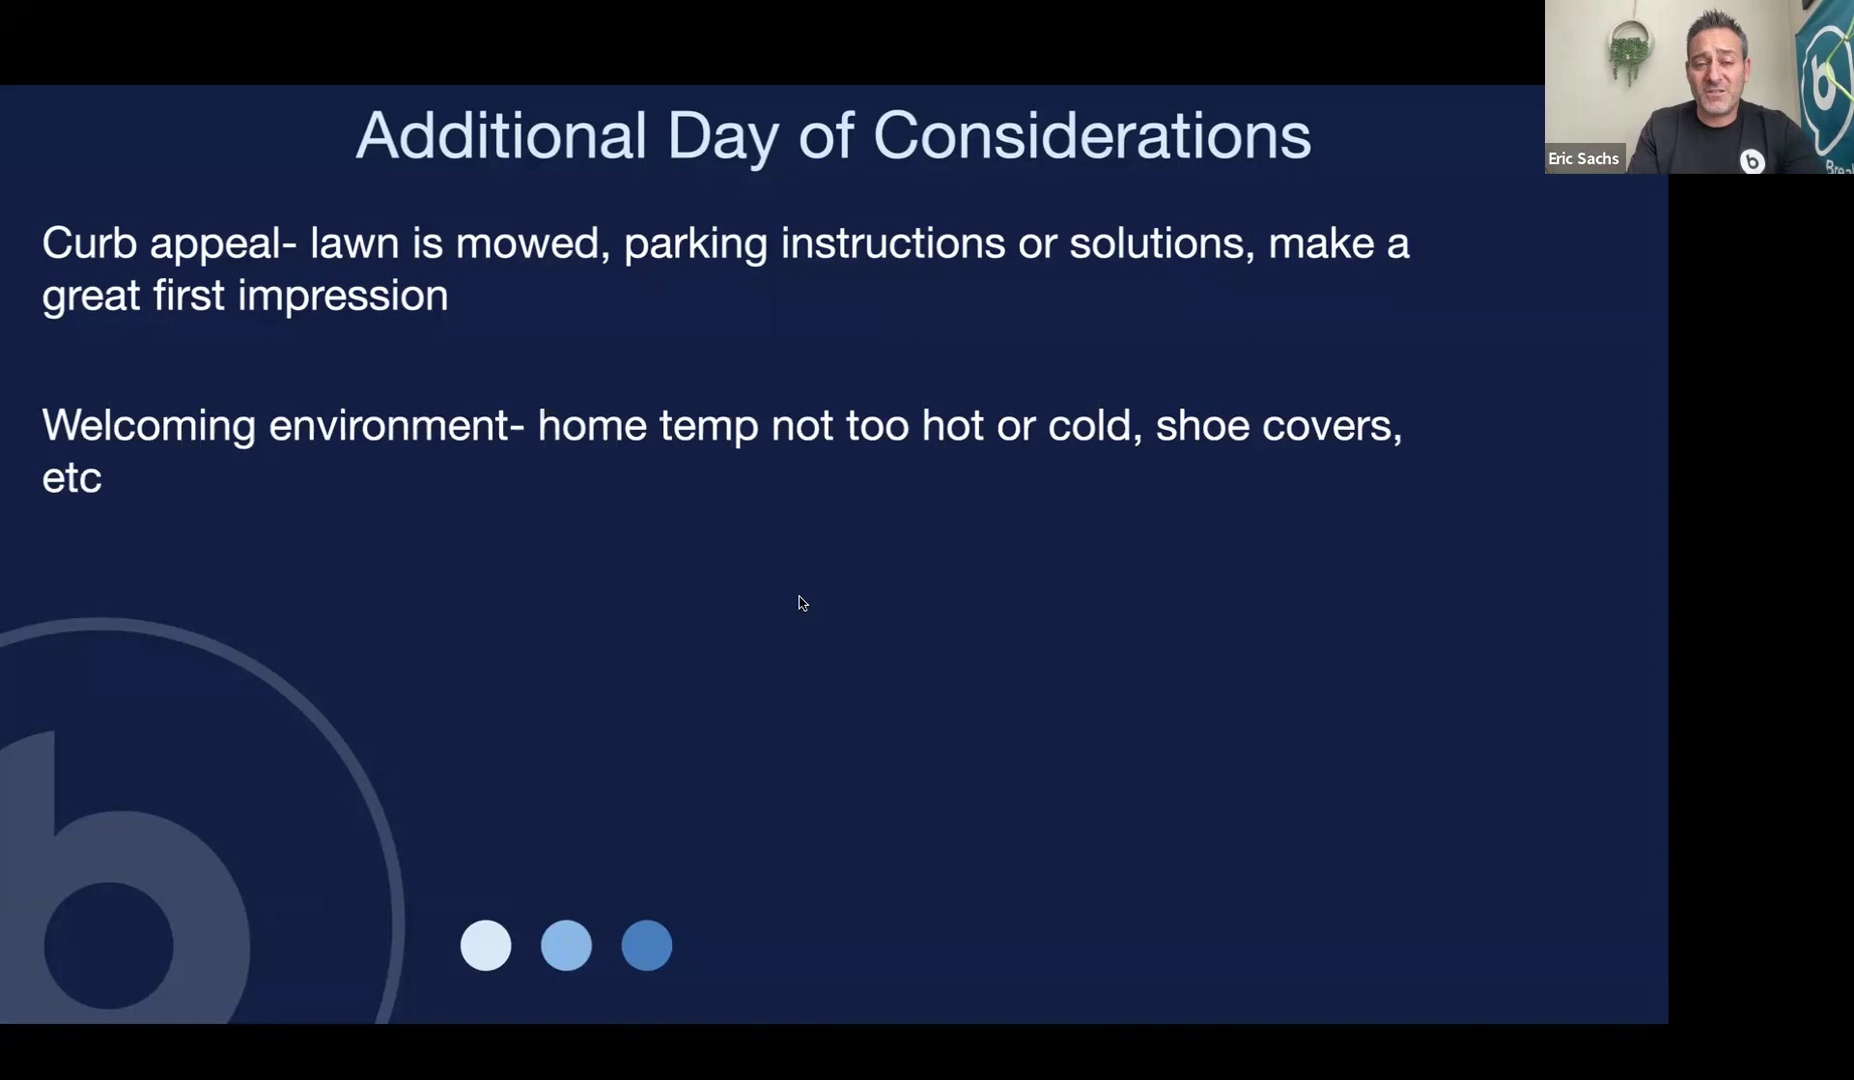 Additional Day of Considerations
Curb appeal- lawn is mowed, parking instructions or solutions, make a
great first impression
Welcoming environment- home temp not too hot or cold, shoe covers,
etc
Eric Sachs
b
b
b